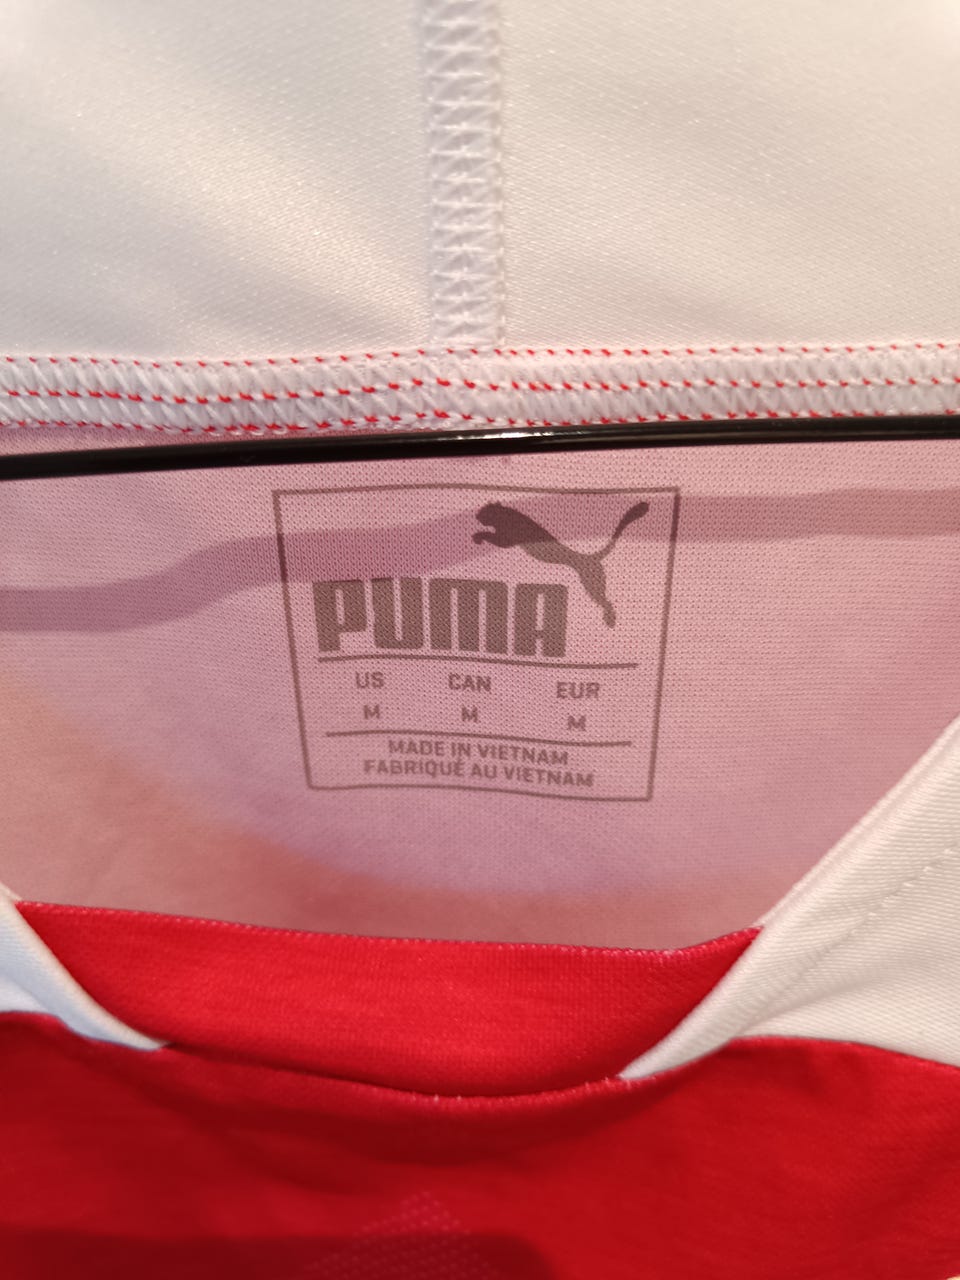 PUMA
US CAN EUR
M M M
MADE IN VIETNAM
FABRIQUÉ AU VIETNAM